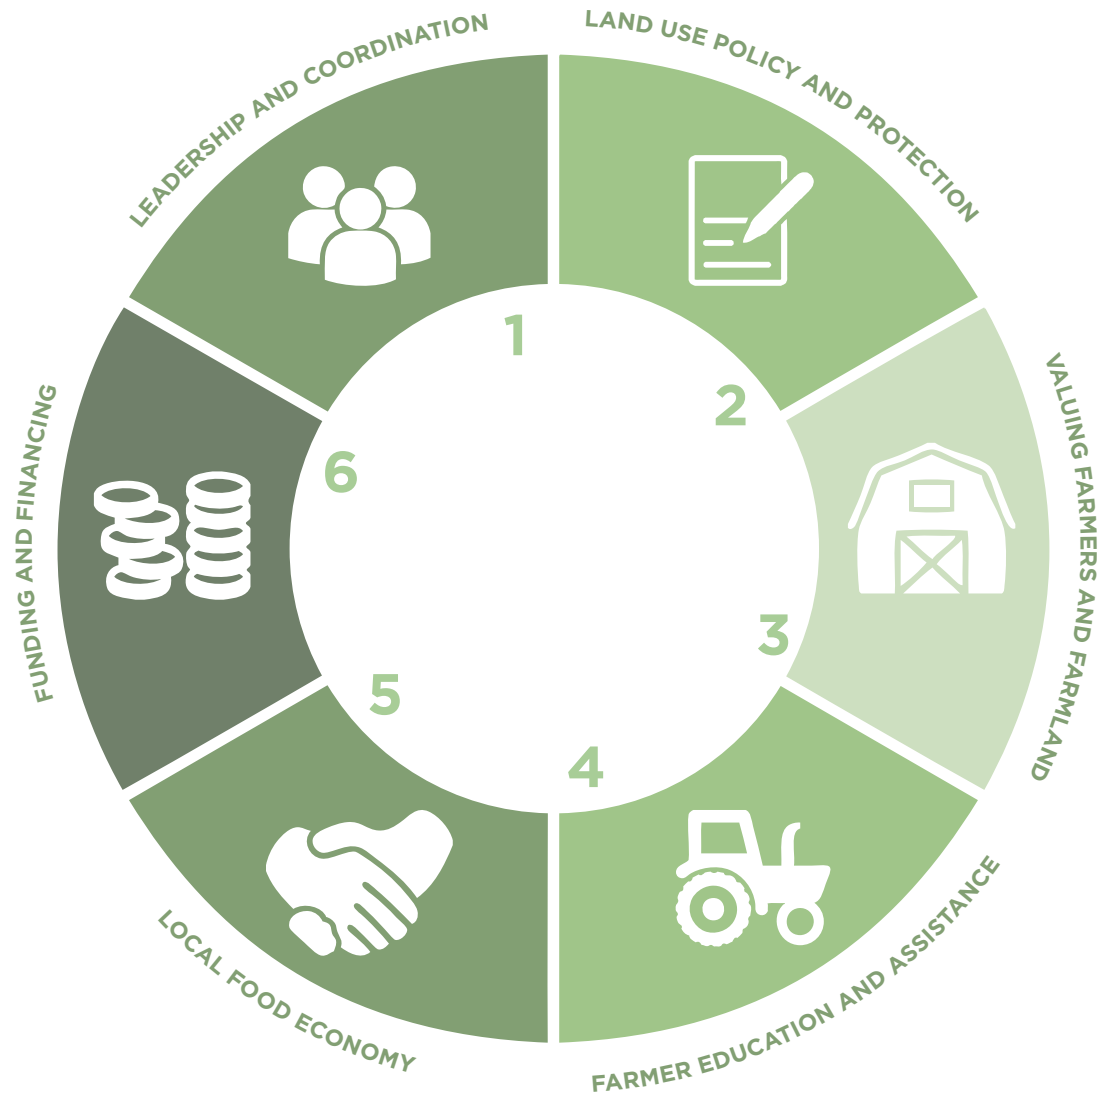 LEADERSHIP AND COORDINATION
LAND USE POLICY AND PROTECTION
VALUING FARMERS AND FARMLAND
FARMER EDUCATION AND ASSISTANCE
LOCAL FOOD ECONOMY
FUNDING AND FINANCING
1
2
3
4
5
6